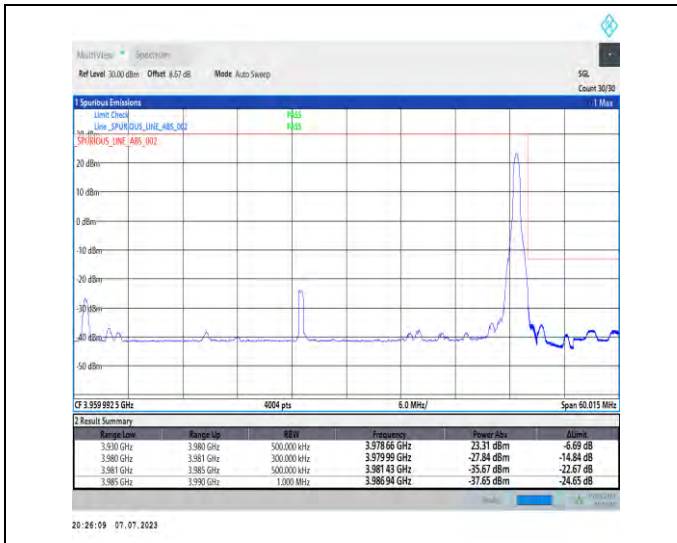 MultiView Spectrum
Ref Level 30.00 dBm Offset 8.67 dB Mode Auto Sweep SGL
Count 30/30
1 Spurious Emissions 1 Max
Limit Check PASS
Line _SPURIOUS_LINE_ABS_002 PASS
30 dBm
_SPURIOUS_LINE_ABS_002
20 dBm
10 dBm
0 dBm
-10 dBm
-20 dBm
-30 dBm
-40 dBm
-50 dBm
CF 3.959 992 5 GHz 4004 pts 6.0 MHz/ Span 60.015 MHz
2 Result Summary
Range Low Range Up RBW Frequency Power Abs ΔLimit
3.930 GHz 3.980 GHz 500.000 kHz 3.978 66 GHz 23.31 dBm -6.69 dB
3.980 GHz 3.981 GHz 300.000 kHz 3.979 99 GHz -27.84 dBm -14.84 dB
3.981 GHz 3.985 GHz 500.000 kHz 3.981 43 GHz -35.67 dBm -22.67 dB
3.985 GHz 3.990 GHz 1.000 MHz 3.986 94 GHz -37.65 dBm -24.65 dB
20:26:09 07.07.2023